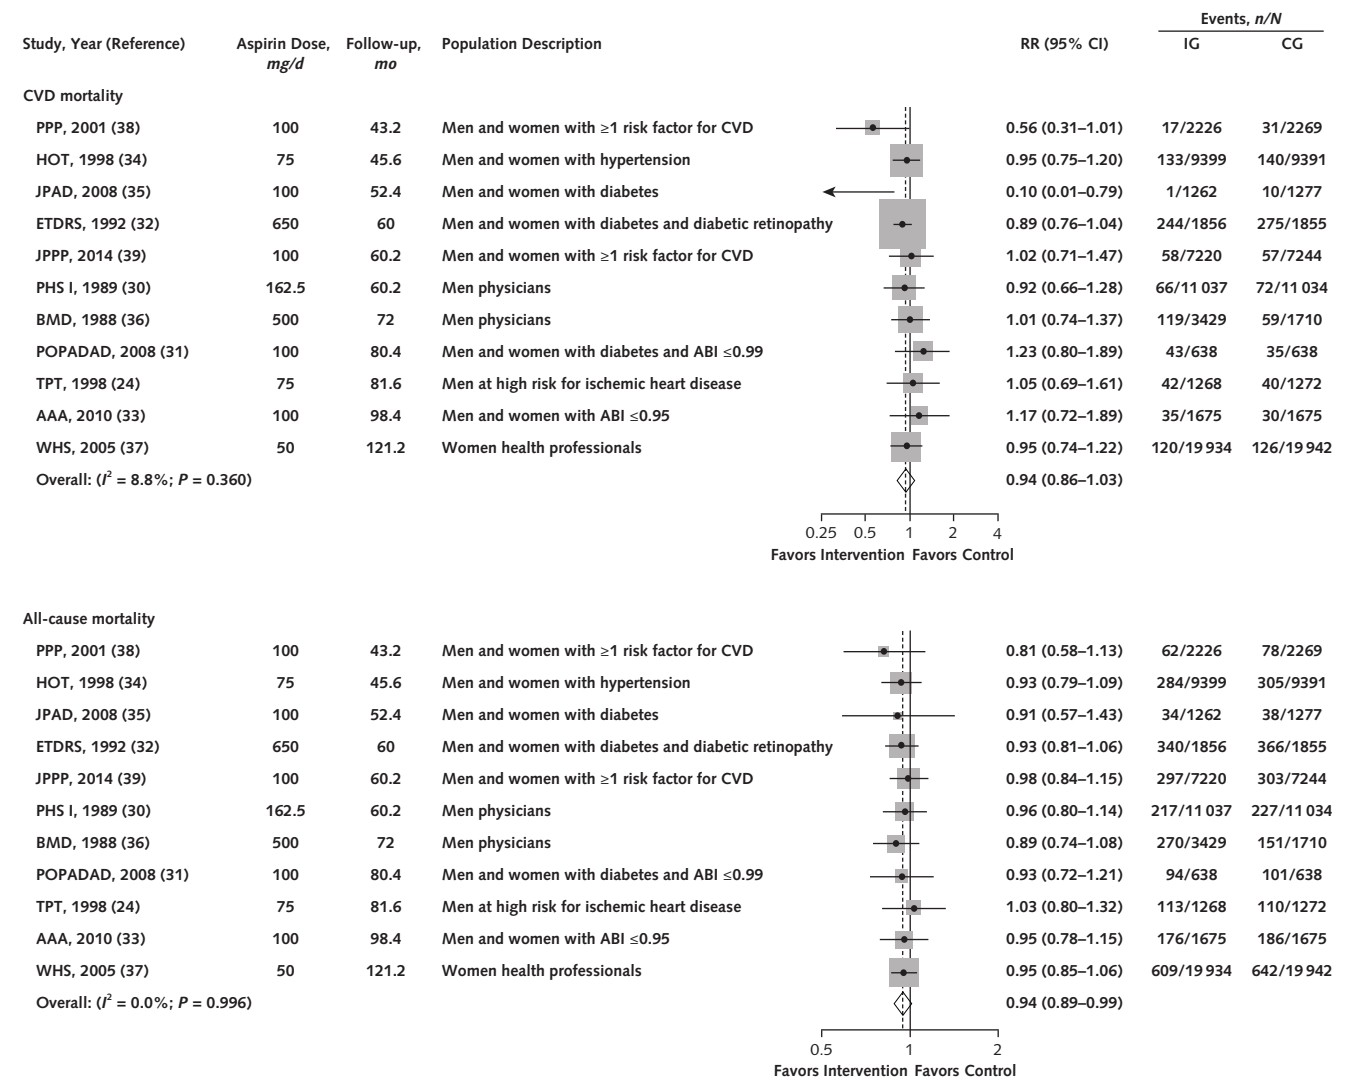 Events, n/N
Study, Year (Reference) Aspirin Dose, mg/d Follow-up, mo Population Description RR (95% CI) IG CG
CVD mortality
PPP, 2001 (38) 100 43.2 Men and women with ≥1 risk factor for CVD 0.56 (0.31–1.01) 17/2226 31/2269
HOT, 1998 (34) 75 45.6 Men and women with hypertension 0.95 (0.75–1.20) 133/9399 140/9391
JPAD, 2008 (35) 100 52.4 Men and women with diabetes 0.10 (0.01–0.79) 1/1262 10/1277
ETDRS, 1992 (32) 650 60 Men and women with diabetes and diabetic retinopathy 0.89 (0.76–1.04) 244/1856 275/1855
JPPP, 2014 (39) 100 60.2 Men and women with ≥1 risk factor for CVD 1.02 (0.71–1.47) 58/7220 57/7244
PHS I, 1989 (30) 162.5 60.2 Men physicians 0.92 (0.66–1.28) 66/11 037 72/11 034
BMD, 1988 (36) 500 72 Men physicians 1.01 (0.74–1.37) 119/3429 59/1710
POPADAD, 2008 (31) 100 80.4 Men and women with diabetes and ABI ≤0.99 1.23 (0.80–1.89) 43/638 35/638
TPT, 1998 (24) 75 81.6 Men at high risk for ischemic heart disease 1.05 (0.69–1.61) 42/1268 40/1272
AAA, 2010 (33) 100 98.4 Men and women with ABI ≤0.95 1.17 (0.72–1.89) 35/1675 30/1675
WHS, 2005 (37) 50 121.2 Women health professionals 0.95 (0.74–1.22) 120/19 934 126/19 942
Overall: (I² = 8.8%; P = 0.360) 0.94 (0.86–1.03)
0.25 0.5 1 2 4
Favors Intervention Favors Control
All-cause mortality
PPP, 2001 (38) 100 43.2 Men and women with ≥1 risk factor for CVD 0.81 (0.58–1.13) 62/2226 78/2269
HOT, 1998 (34) 75 45.6 Men and women with hypertension 0.93 (0.79–1.09) 284/9399 305/9391
JPAD, 2008 (35) 100 52.4 Men and women with diabetes 0.91 (0.57–1.43) 34/1262 38/1277
ETDRS, 1992 (32) 650 60 Men and women with diabetes and diabetic retinopathy 0.93 (0.81–1.06) 340/1856 366/1855
JPPP, 2014 (39) 100 60.2 Men and women with ≥1 risk factor for CVD 0.98 (0.84–1.15) 297/7220 303/7244
PHS I, 1989 (30) 162.5 60.2 Men physicians 0.96 (0.80–1.14) 217/11 037 227/11 034
BMD, 1988 (36) 500 72 Men physicians 0.89 (0.74–1.08) 270/3429 151/1710
POPADAD, 2008 (31) 100 80.4 Men and women with diabetes and ABI ≤0.99 0.93 (0.72–1.21) 94/638 101/638
TPT, 1998 (24) 75 81.6 Men at high risk for ischemic heart disease 1.03 (0.80–1.32) 113/1268 110/1272
AAA, 2010 (33) 100 98.4 Men and women with ABI ≤0.95 0.95 (0.78–1.15) 176/1675 186/1675
WHS, 2005 (37) 50 121.2 Women health professionals 0.95 (0.85–1.06) 609/19 934 642/19 942
Overall: (I² = 0.0%; P = 0.996) 0.94 (0.89–0.99)
0.5 1 2
Favors Intervention Favors Control